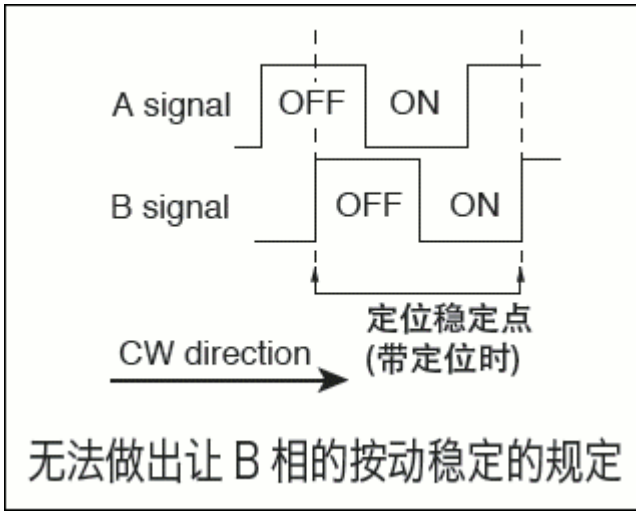 A signal OFF ON
B signal OFF ON
定位稳定点
(带定位时)
CW direction
无法做出让 B 相的按动稳定的规定